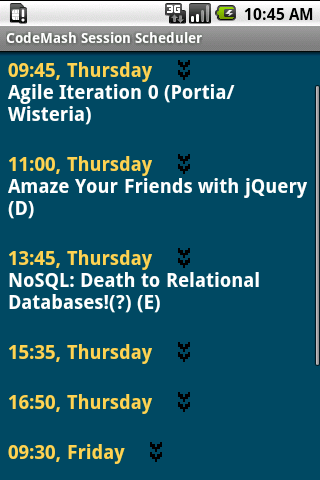 3G
10:45 AM
CodeMash Session Scheduler
09:45, Thursday
Agile Iteration 0 (Portia/
Wisteria)
11:00, Thursday
Amaze Your Friends with jQuery
(D)
13:45, Thursday
NoSQL: Death to Relational
Databases!(?) (E)
15:35, Thursday
16:50, Thursday
09:30, Friday